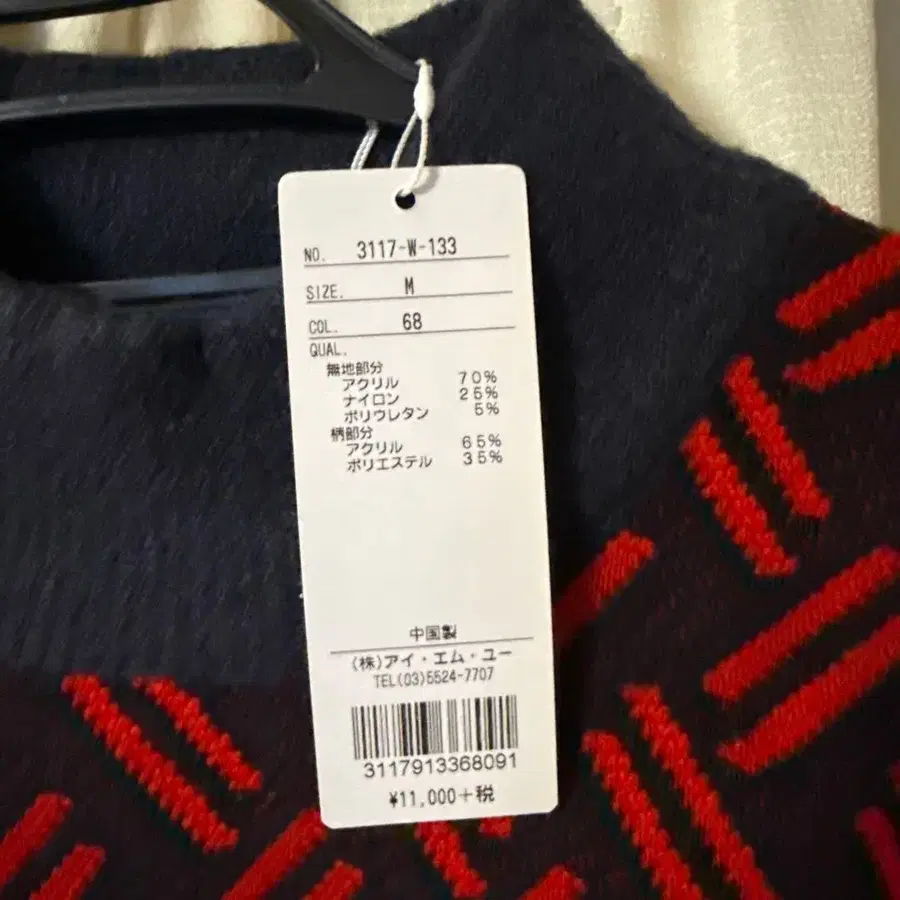 NO. 3117-W-133
SIZE. M
COL. 68
QUAL.
無地部分
アクリル 70%
ナイロン 25%
ポリウレタン 5%
柄部分
アクリル 65%
ポリエステル 35%
中国製
(株)アイ・エム・ユー
TEL(03)5524-7707
3117913368091
¥11,000+税